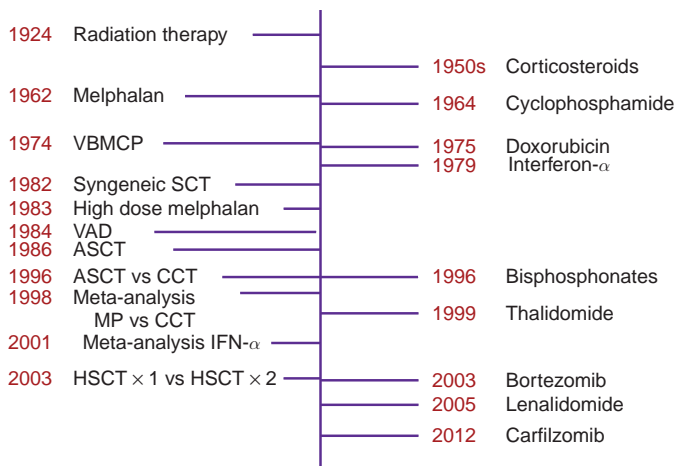 1924 Radiation therapy
1950s Corticosteroids
1962 Melphalan
1964 Cyclophosphamide
1974 VBMCP
1975 Doxorubicin
1979 Interferon-α
1982 Syngeneic SCT
1983 High dose melphalan
1984 VAD
1986 ASCT
1996 ASCT vs CCT
1996 Bisphosphonates
1998 Meta-analysis
MP vs CCT
1999 Thalidomide
2001 Meta-analysis IFN-α
2003 HSCT × 1 vs HSCT × 2
2003 Bortezomib
2005 Lenalidomide
2012 Carfilzomib